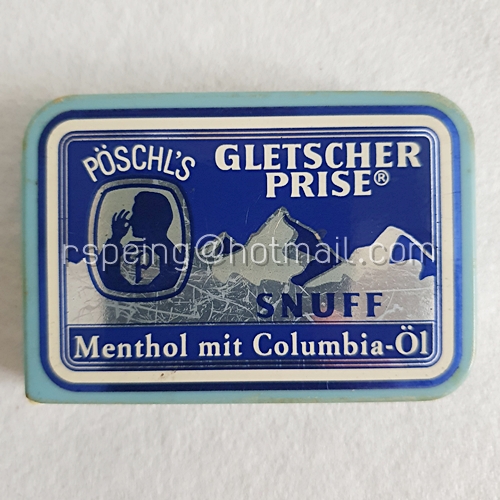 PÖSCHL'S
GLETSCHER
PRISE®
P
rspeing@hotmail.com
SNUFF
Menthol mit Columbia-Öl